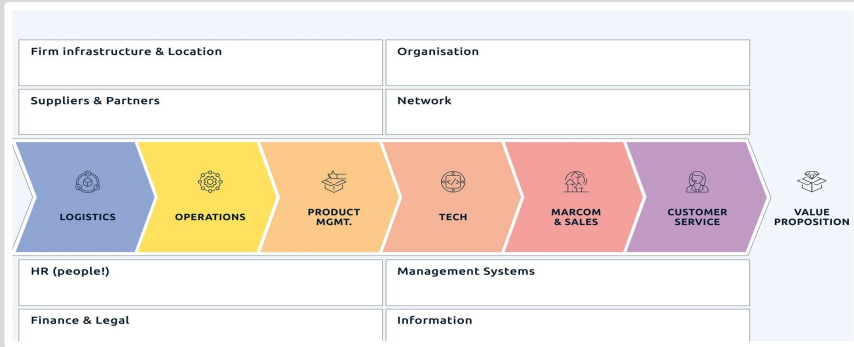 Firm infrastructure & Location
Organisation
Suppliers & Partners
Network
LOGISTICS
OPERATIONS
PRODUCT
MGMT.
TECH
MARCOM
& SALES
CUSTOMER
SERVICE
VALUE
PROPOSITION
HR (people!)
Management Systems
Finance & Legal
Information